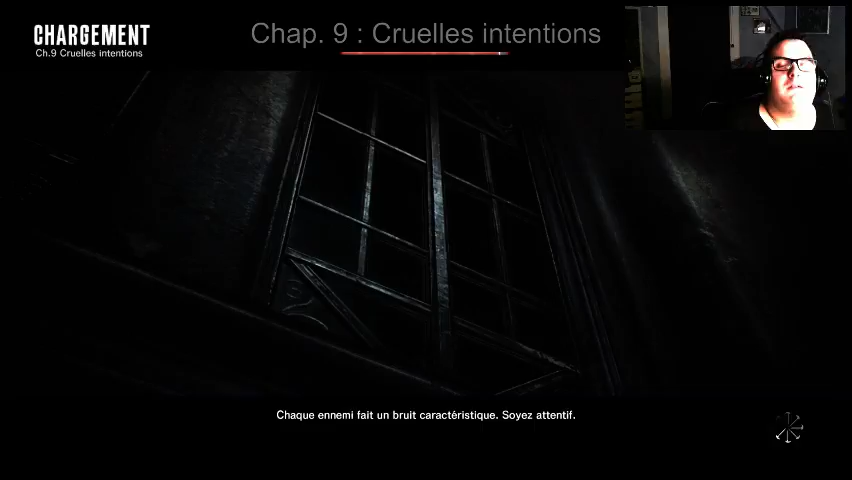 CHARGEMENT
Ch.9 Cruelles intentions
Chap. 9 : Cruelles intentions
Chaque ennemi fait un bruit caractéristique. Soyez attentif.